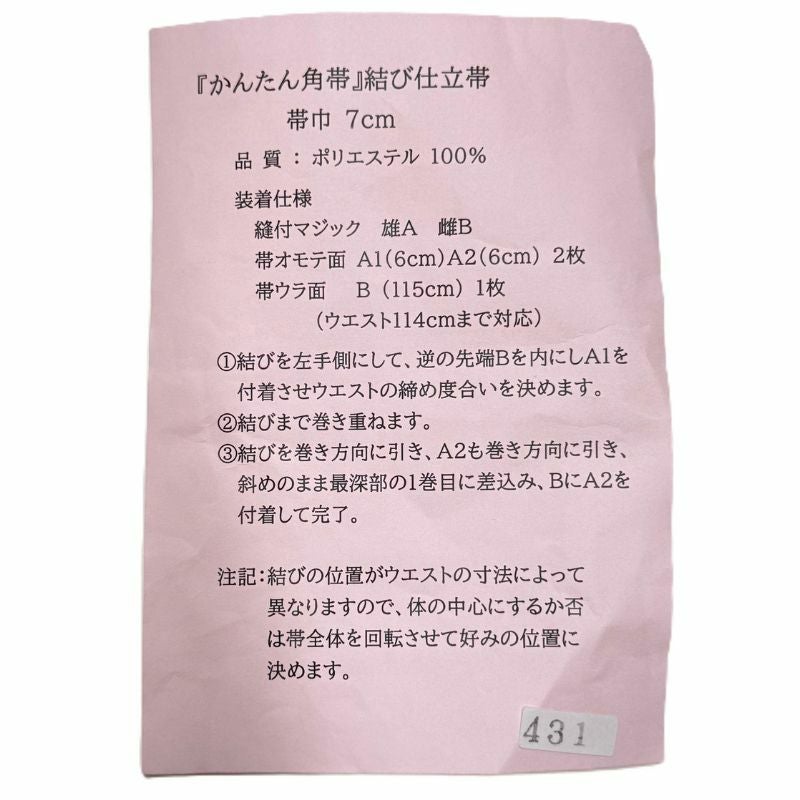 『かんたん角帯』結び仕立帯
帯巾 7cm
品 質 : ポリエステル 100%
装着仕様
縫付マジック 雄A 雌B
帯オモテ面 A1(6cm)A2(6cm) 2枚
帯ウラ面 B (115cm) 1枚
(ウエスト114cmまで対応)
①結びを左手側にして、逆の先端Bを内にしA1を
付着させウエストの締め度合いを決めます。
②結びまで巻き重ねます。
③結びを巻き方向に引き、A2も巻き方向に引き、
斜めのまま最深部の1巻目に差込み、BにA2を
付着して完了。
注記:結びの位置がウエストの寸法によって
異なりますので、体の中心にするか否
は帯全体を回転させて好みの位置に
決めます。
431